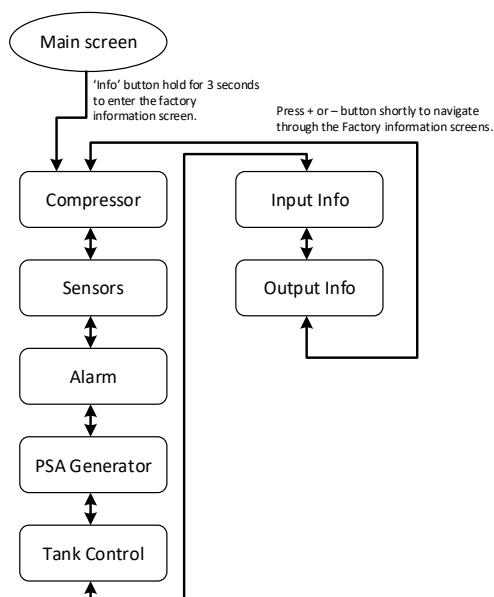 Main screen
‘Info’ button hold for 3 seconds
to enter the factory
information screen.
Press + or – button shortly to navigate
through the Factory information screens.
Compressor
Input Info
Sensors
Output Info
Alarm
PSA Generator
Tank Control